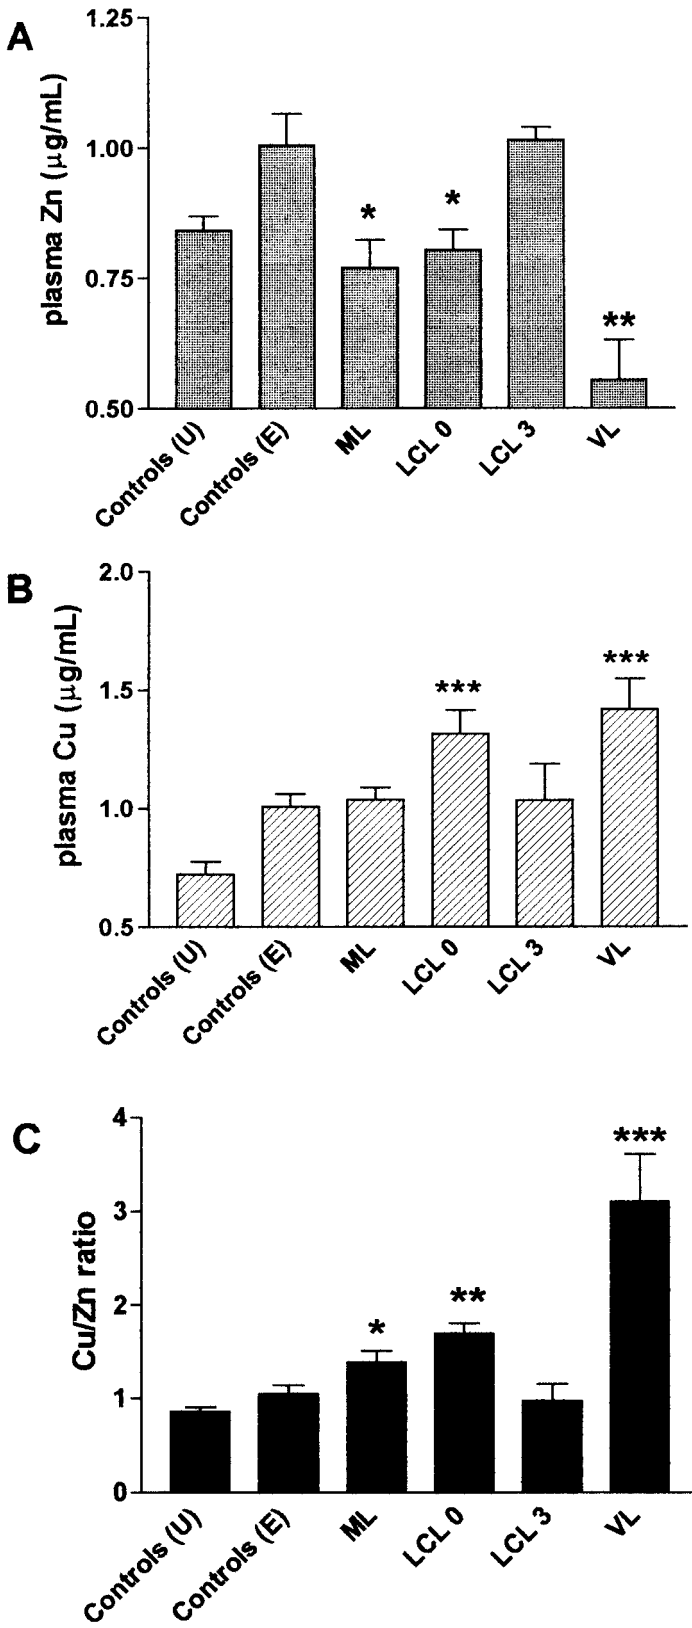 A
plasma Zn (μg/mL)
1.25
1.00
0.75
0.50
*
*
**
Controls (U)
Controls (E)
ML
LCL 0
LCL 3
VL
B
plasma Cu (μg/mL)
2.0
1.5
1.0
0.5
***
***
Controls (U)
Controls (E)
ML
LCL 0
LCL 3
VL
C
Cu/Zn ratio
4
3
2
1
0
*
**
***
Controls (U)
Controls (E)
ML
LCL 0
LCL 3
VL